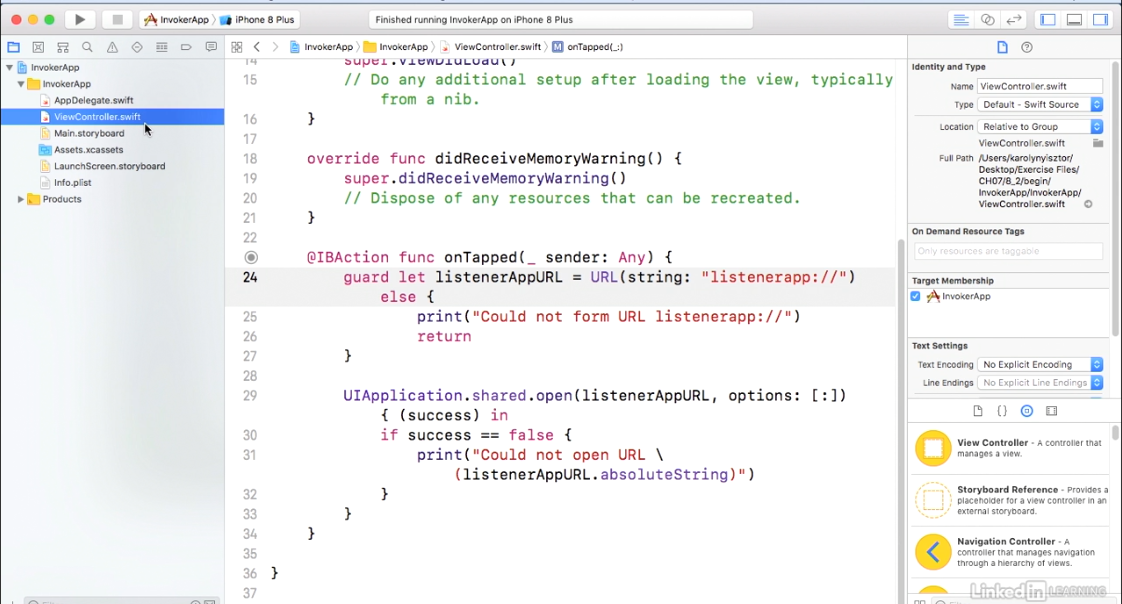 InvokerApp
iPhone 8 Plus
Finished running InvokerApp on iPhone 8 Plus
InvokerApp
InvokerApp
AppDelegate.swift
ViewController.swift
Main.storyboard
Assets.xcassets
LaunchScreen.storyboard
Info.plist
Products
InvokerApp
InvokerApp
ViewController.swift
M onTapped(_:)
14 super.viewDidLoad()
15 // Do any additional setup after loading the view, typically
from a nib.
16 }
17
18 override func didReceiveMemoryWarning() {
19 super.didReceiveMemoryWarning()
20 // Dispose of any resources that can be recreated.
21 }
22
@IBAction func onTapped(_ sender: Any) {
24 guard let listenerAppURL = URL(string: "listenerapp://")
else {
25 print("Could not form URL listenerapp://")
26 return
27 }
28
29 UIApplication.shared.open(listenerAppURL, options: [:])
{ (success) in
30 if success == false {
31 print("Could not open URL \
(listenerAppURL.absoluteString)")
32 }
33 }
34 }
35
36 }
37
Identity and Type
Name ViewController.swift
Type Default - Swift Source
Location Relative to Group
ViewController.swift
Full Path /Users/karolynyisztor/
Desktop/Exercise Files/
CH07/8_2/begin/
InvokerApp/InvokerApp/
ViewController.swift
On Demand Resource Tags
Only resources are taggable
Target Membership
InvokerApp
Text Settings
Text Encoding No Explicit Encoding
Line Endings No Explicit Line Endings
View Controller - A controller that
manages a view.
Storyboard Reference - Provides a
placeholder for a view controller in an
external storyboard.
Navigation Controller - A
controller that manages navigation
through a hierarchy of views.
Linked in LEARNING